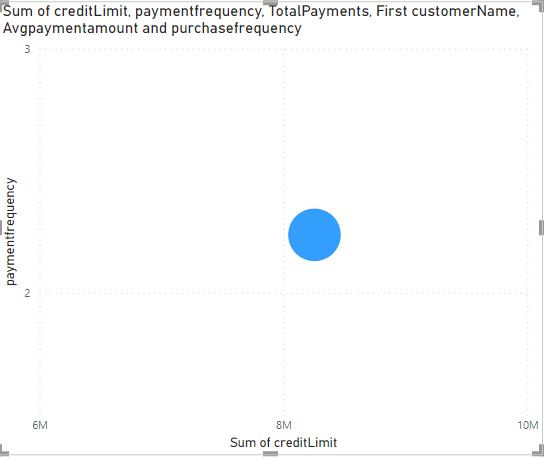 Sum of creditLimit, paymentfrequency, TotalPayments, First customerName,
Avgpaymentamount and purchasefrequency
3
paymentfrequency
2
6M
8M
10M
Sum of creditLimit